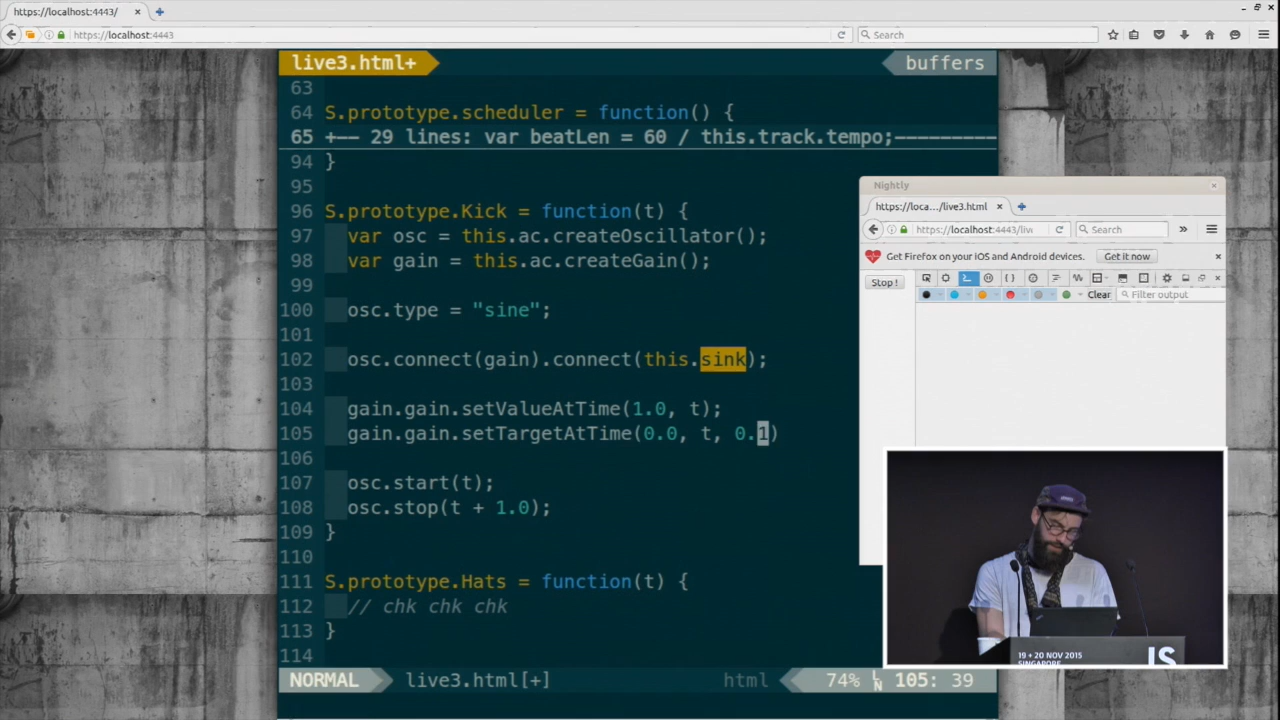 https://localhost:4443/
https://localhost:4443
Search
live3.html+
buffers
63
64 S.prototype.scheduler = function() {
65 +-- 29 lines: var beatLen = 60 / this.track.tempo;----------
94 }
95
96 S.prototype.Kick = function(t) {
97 var osc = this.ac.createOscillator();
98 var gain = this.ac.createGain();
99
100 osc.type = "sine";
101
102 osc.connect(gain).connect(this.sink);
103
104 gain.gain.setValueAtTime(1.0, t);
105 gain.gain.setTargetAtTime(0.0, t, 0.1)
106
107 osc.start(t);
108 osc.stop(t + 1.0);
109 }
110
111 S.prototype.Hats = function(t) {
112 // chk chk chk
113 }
114
NORMAL live3.html[+] html 74% LN 105: 39
Nightly
https://loca.../live3.html
https://localhost:4443/live
Search
Get Firefox on your iOS and Android devices. Get it now
Stop !
Clear
Filter output
19 + 20 NOV 2015
SINGAPORE
JS